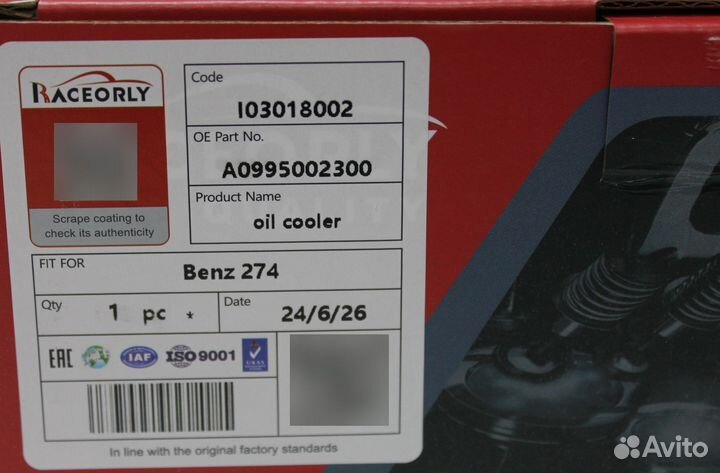 RACEORLY
Scrape coating to
check its authenticity
Code
I03018002
OE Part No.
A0995002300
Product Name
oil cooler
FIT FOR
Benz 274
Qty
1 pc *
Date
24/6/26
EAC IAF ISO9001 UKAS
In line with the original factory standards
Avito